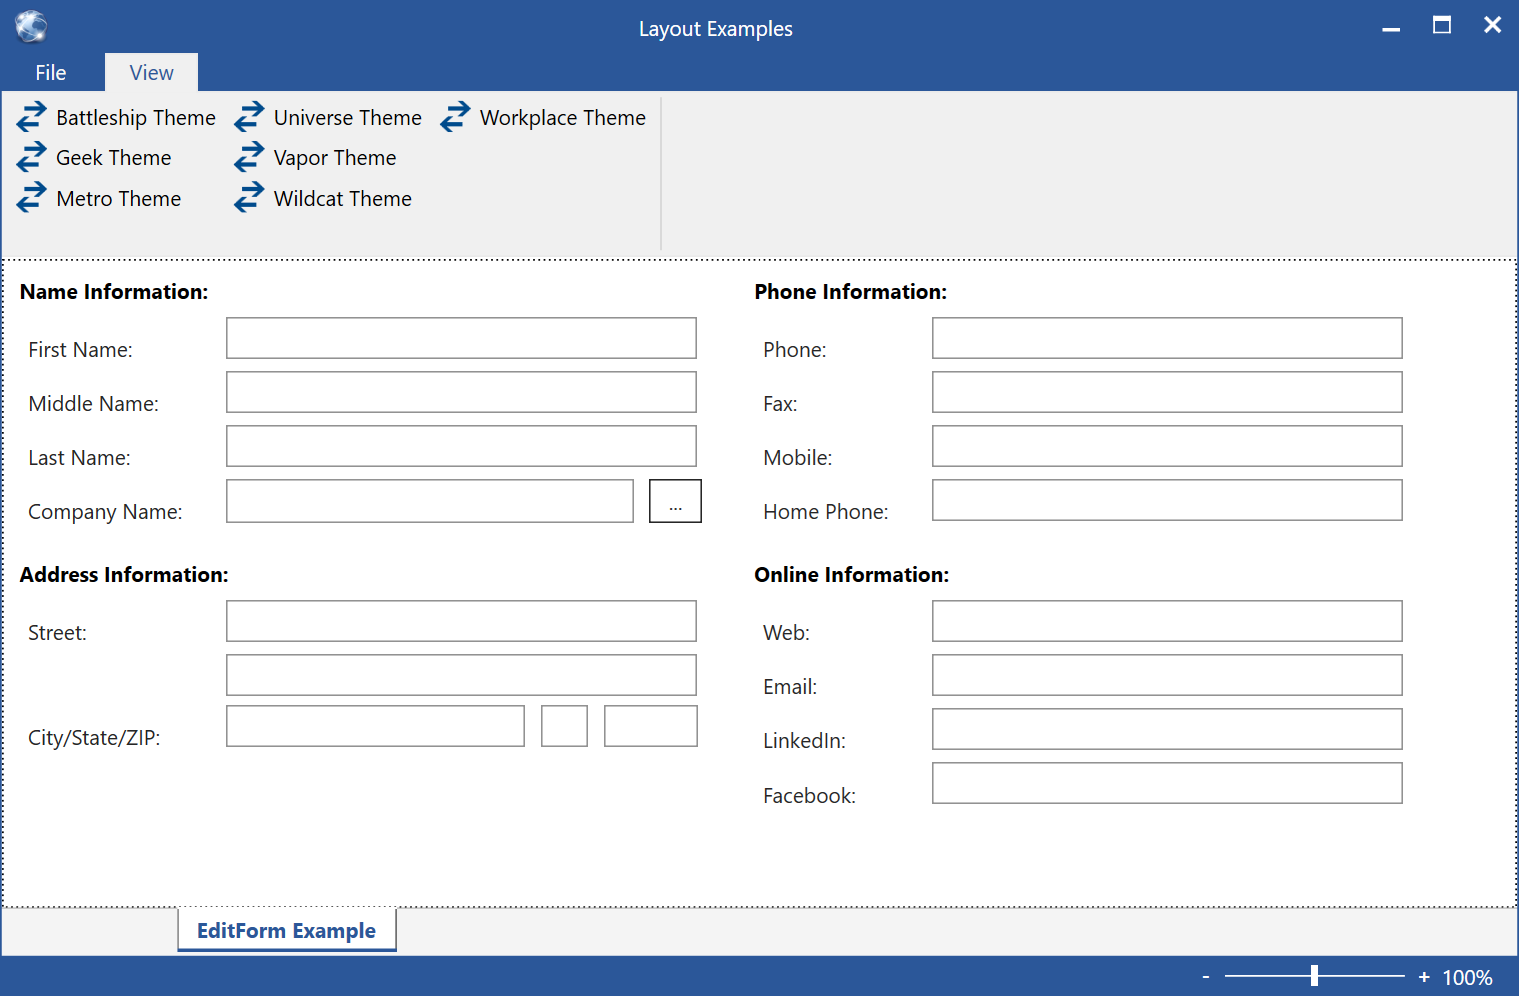 Layout Examples
File View
Battleship Theme Universe Theme Workplace Theme
Geek Theme Vapor Theme
Metro Theme Wildcat Theme
Name Information:
First Name:
Middle Name:
Last Name:
Company Name: ...
Address Information:
Street:
City/State/ZIP:
Phone Information:
Phone:
Fax:
Mobile:
Home Phone:
Online Information:
Web:
Email:
LinkedIn:
Facebook:
EditForm Example
- + 100%